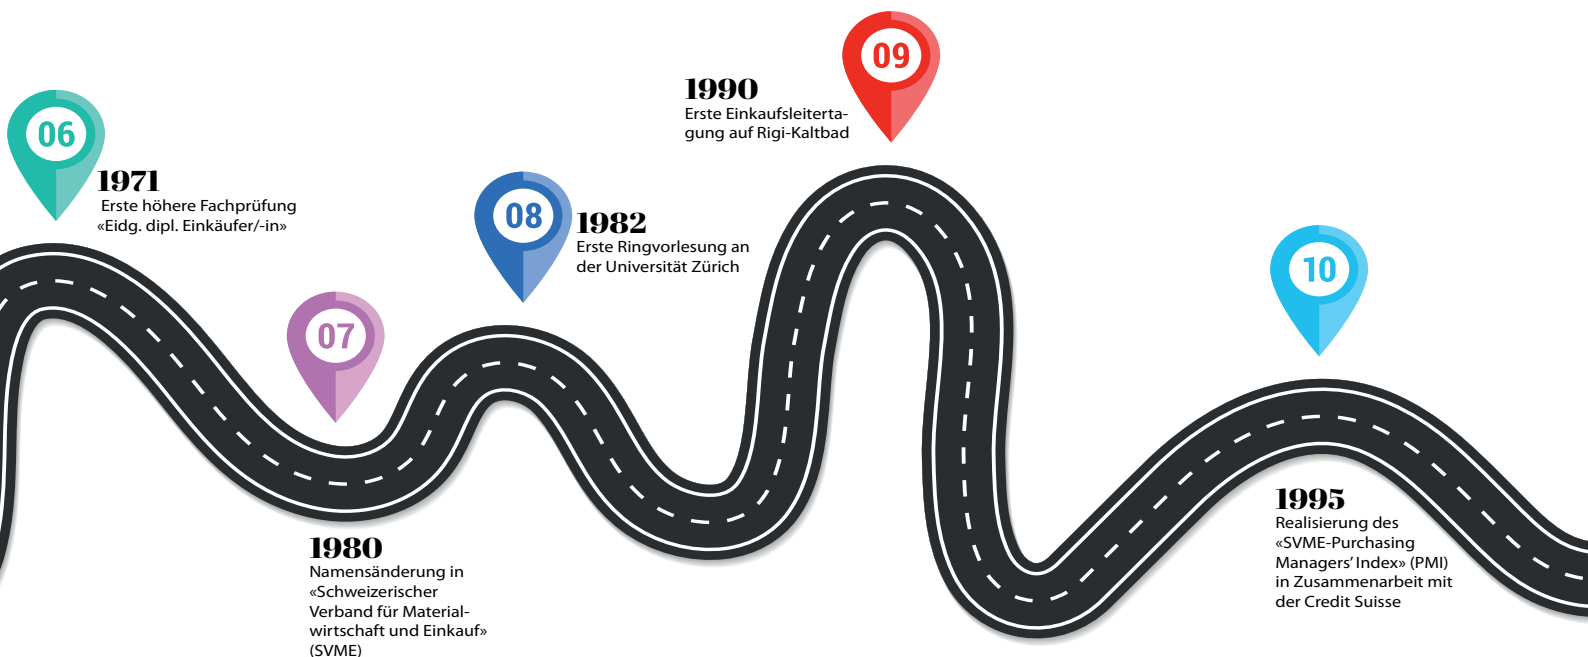 06
1971
Erste höhere Fachprüfung
«Eidg. dipl. Einkäufer/-in»
07
1980
Namensänderung in
«Schweizerischer
Verband für Material-
wirtschaft und Einkauf»
(SVME)
08
1982
Erste Ringvorlesung an
der Universität Zürich
09
1990
Erste Einkaufsleiterta-
gung auf Rigi-Kaltbad
10
1995
Realisierung des
«SVME-Purchasing
Managers’ Index» (PMI)
in Zusammenarbeit mit
der Credit Suisse